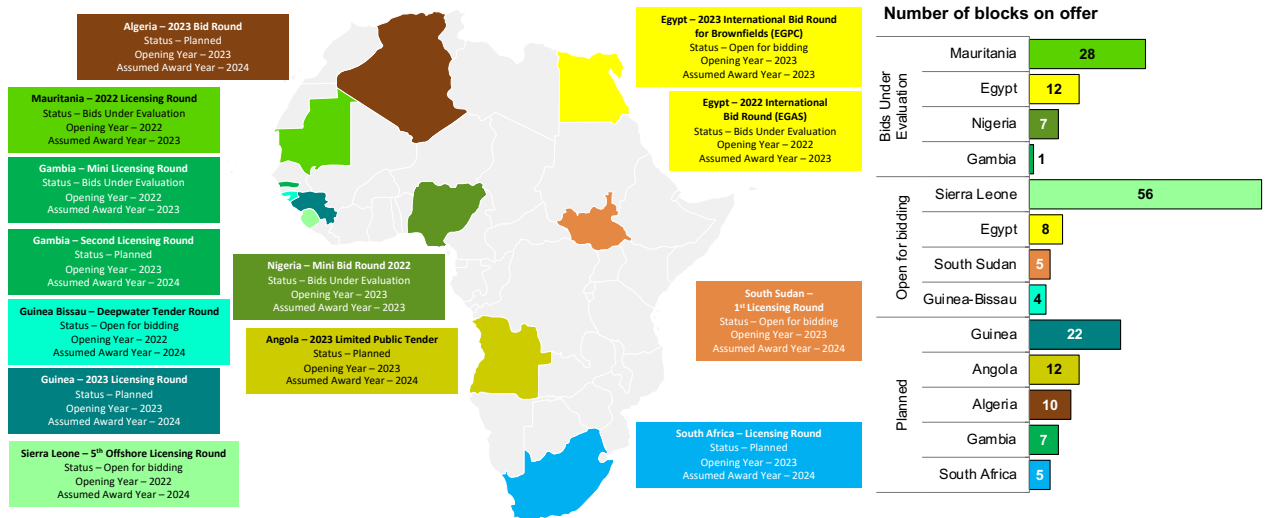 Algeria – 2023 Bid Round
Status – Planned
Opening Year – 2023
Assumed Award Year – 2024
Mauritania – 2022 Licensing Round
Status – Bids Under Evaluation
Opening Year – 2022
Assumed Award Year – 2023
Gambia – Mini Licensing Round
Status – Bids Under Evaluation
Opening Year – 2022
Assumed Award Year – 2023
Gambia – Second Licensing Round
Status – Planned
Opening Year – 2023
Assumed Award Year – 2024
Guinea Bissau – Deepwater Tender Round
Status – Open for bidding
Opening Year – 2022
Assumed Award Year – 2024
Guinea – 2023 Licensing Round
Status – Planned
Opening Year – 2023
Assumed Award Year – 2024
Sierra Leone – 5th Offshore Licensing Round
Status – Open for bidding
Opening Year – 2022
Assumed Award Year – 2024
Nigeria – Mini Bid Round 2022
Status – Bids Under Evaluation
Opening Year – 2023
Assumed Award Year – 2023
Angola – 2023 Limited Public Tender
Status – Planned
Opening Year – 2023
Assumed Award Year – 2024
Egypt – 2023 International Bid Round
for Brownfields (EGPC)
Status – Open for bidding
Opening Year – 2023
Assumed Award Year – 2023
Egypt – 2022 International
Bid Round (EGAS)
Status – Bids Under Evaluation
Opening Year – 2022
Assumed Award Year – 2023
South Sudan –
1st Licensing Round
Status – Open for bidding
Opening Year – 2023
Assumed Award Year – 2024
South Africa – Licensing Round
Status – Planned
Opening Year – 2023
Assumed Award Year – 2024
Number of blocks on offer
Bids Under
Evaluation
Mauritania 28
Egypt 12
Nigeria 7
Gambia 1
Open for bidding
Sierra Leone 56
Egypt 8
South Sudan 5
Guinea-Bissau 4
Planned
Guinea 22
Angola 12
Algeria 10
Gambia 7
South Africa 5